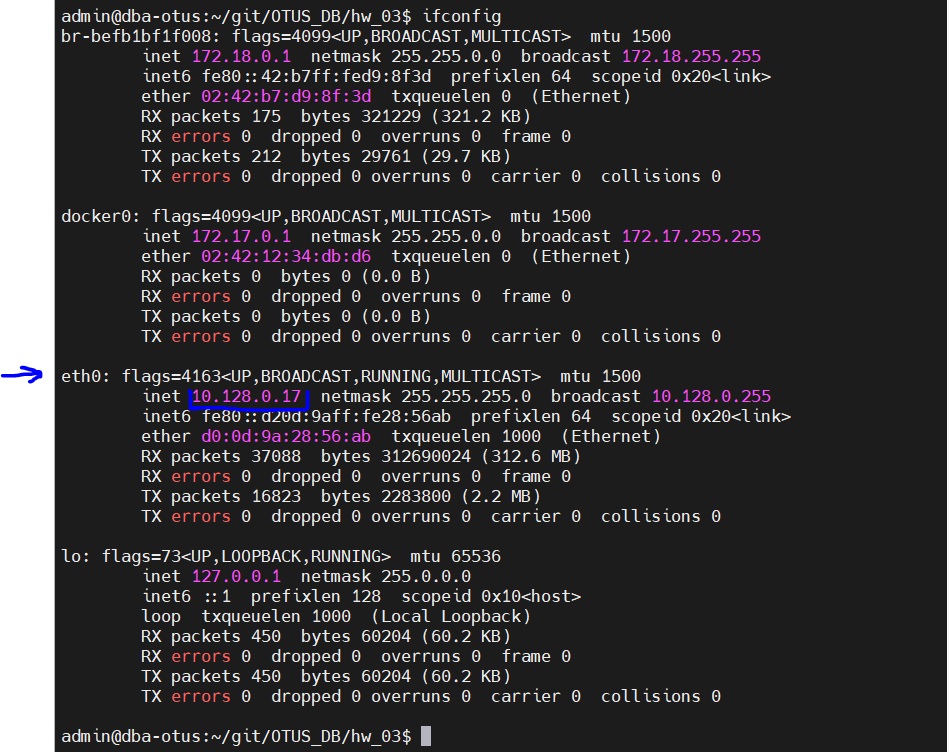 admin@dba-otus:~/git/OTUS_DB/hw_03$ ifconfig
br-befb1bf1f008: flags=4099<UP,BROADCAST,MULTICAST>  mtu 1500
        inet 172.18.0.1  netmask 255.255.0.0  broadcast 172.18.255.255
        inet6 fe80::42:b7ff:fed9:8f3d  prefixlen 64  scopeid 0x20<link>
        ether 02:42:b7:d9:8f:3d  txqueuelen 0  (Ethernet)
        RX packets 175  bytes 321229 (321.2 KB)
        RX errors 0  dropped 0  overruns 0  frame 0
        TX packets 212  bytes 29761 (29.7 KB)
        TX errors 0  dropped 0 overruns 0  carrier 0  collisions 0

docker0: flags=4099<UP,BROADCAST,MULTICAST>  mtu 1500
        inet 172.17.0.1  netmask 255.255.0.0  broadcast 172.17.255.255
        ether 02:42:12:34:db:d6  txqueuelen 0  (Ethernet)
        RX packets 0  bytes 0 (0.0 B)
        RX errors 0  dropped 0  overruns 0  frame 0
        TX packets 0  bytes 0 (0.0 B)
        TX errors 0  dropped 0 overruns 0  carrier 0  collisions 0

eth0: flags=4163<UP,BROADCAST,RUNNING,MULTICAST>  mtu 1500
        inet 10.128.0.17  netmask 255.255.255.0  broadcast 10.128.0.255
        inet6 fe80::d20d:9aff:fe28:56ab  prefixlen 64  scopeid 0x20<link>
        ether d0:0d:9a:28:56:ab  txqueuelen 1000  (Ethernet)
        RX packets 37088  bytes 312690024 (312.6 MB)
        RX errors 0  dropped 0  overruns 0  frame 0
        TX packets 16823  bytes 2283800 (2.2 MB)
        TX errors 0  dropped 0 overruns 0  carrier 0  collisions 0

lo: flags=73<UP,LOOPBACK,RUNNING>  mtu 65536
        inet 127.0.0.1  netmask 255.0.0.0
        inet6 ::1  prefixlen 128  scopeid 0x10<host>
        loop  txqueuelen 1000  (Local Loopback)
        RX packets 450  bytes 60204 (60.2 KB)
        RX errors 0  dropped 0  overruns 0  frame 0
        TX packets 450  bytes 60204 (60.2 KB)
        TX errors 0  dropped 0 overruns 0  carrier 0  collisions 0

admin@dba-otus:~/git/OTUS_DB/hw_03$